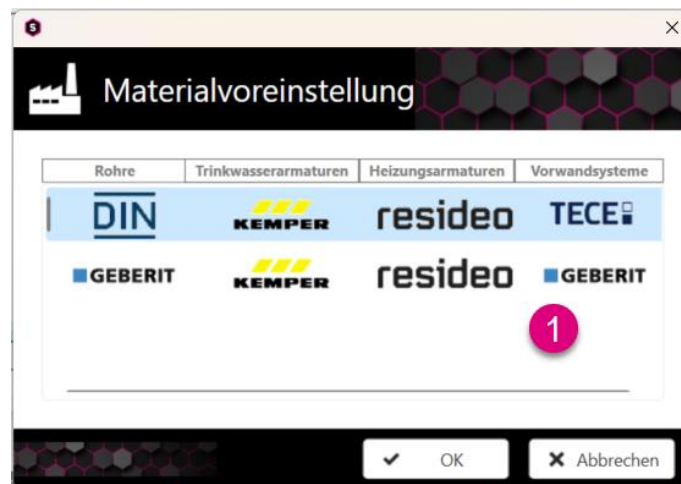 S
Materialvoreinstellung
Rohre Trinkwasserarmaturen Heizungsarmaturen Vorwandsysteme
DIN KEMPER resideo TECE
GEBERIT KEMPER resideo GEBERIT
1
OK Abbrechen